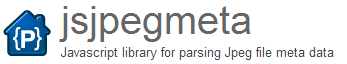 {P}
jsjpegmeta
Javascript library for parsing Jpeg file meta data